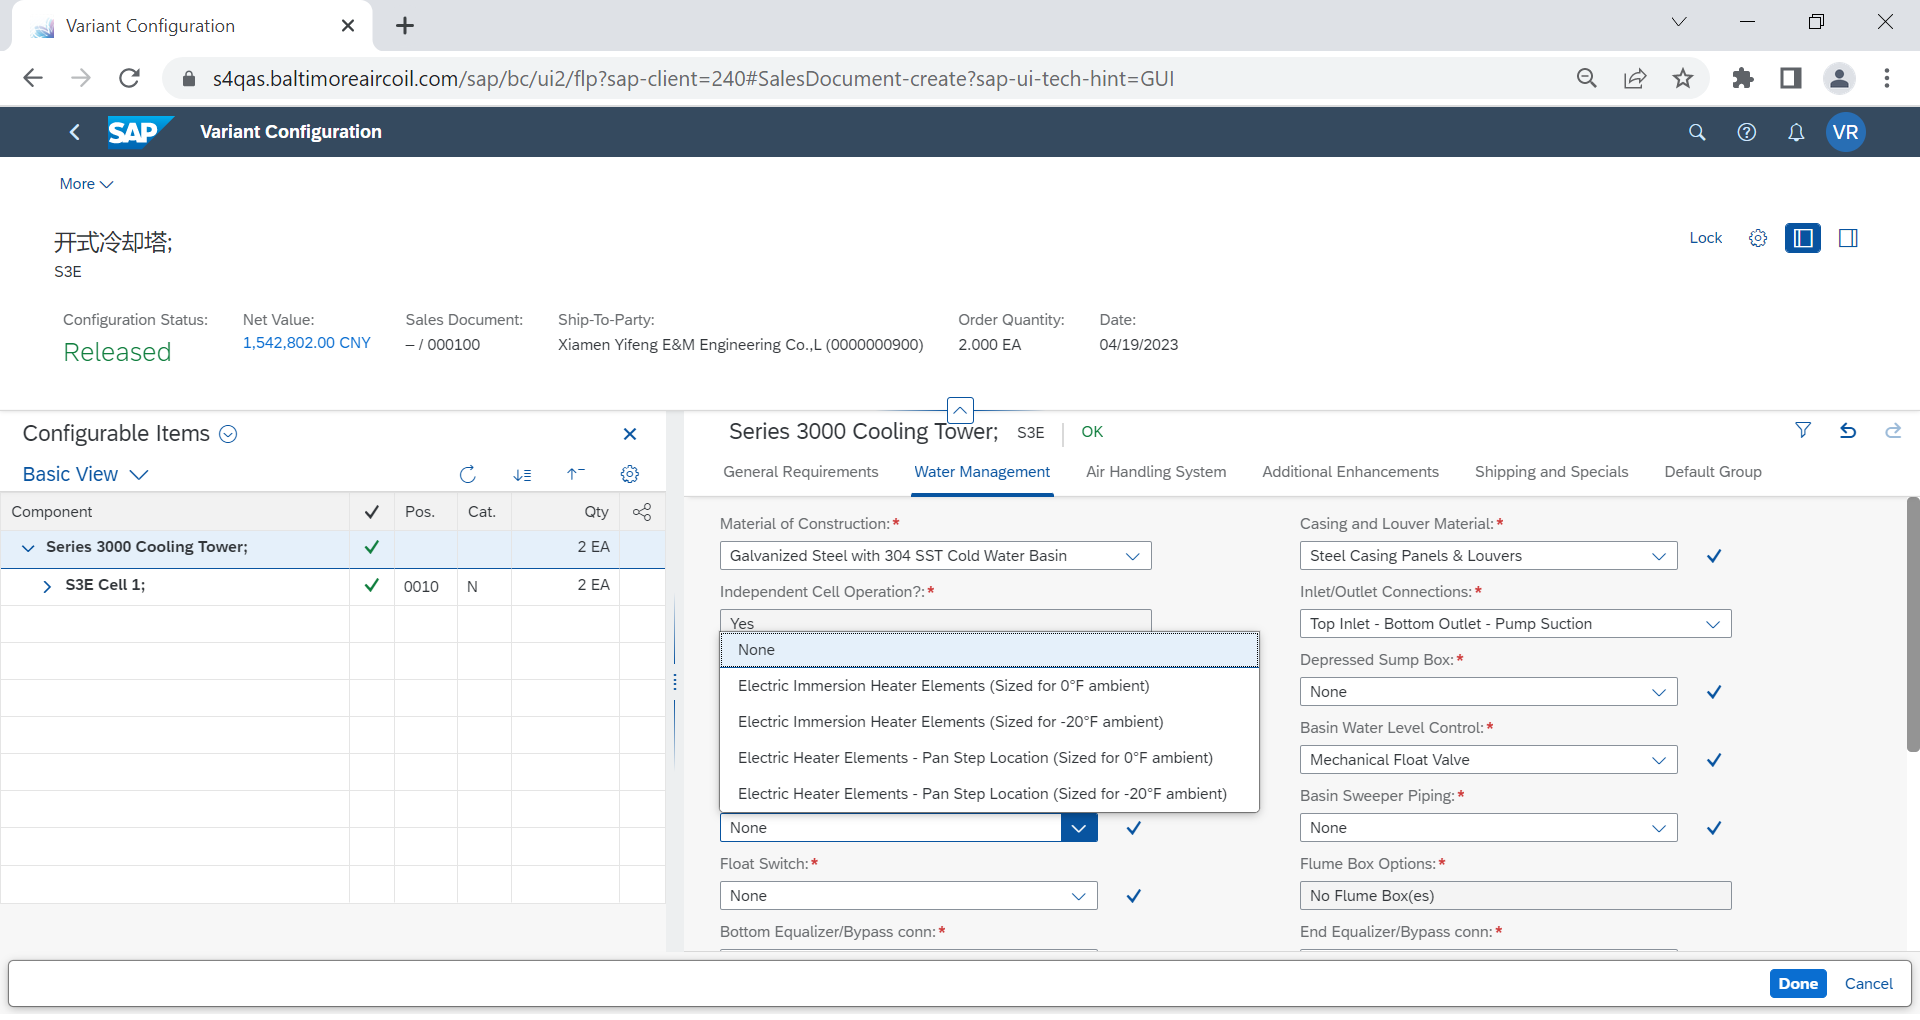 Variant Configuration
s4qas.baltimoreaircoil.com/sap/bc/ui2/flp?sap-client=240#SalesDocument-create?sap-ui-tech-hint=GUI
SAP
Variant Configuration
VR
More
开式冷却塔;
S3E
Lock
Configuration Status:
Released
Net Value:
1,542,802.00 CNY
Sales Document:
– / 000100
Ship-To-Party:
Xiamen Yifeng E&M Engineering Co.,L (0000000900)
Order Quantity:
2.000 EA
Date:
04/19/2023
Configurable Items
Basic View
Component Pos. Cat. Qty
Series 3000 Cooling Tower; 2 EA
S3E Cell 1; 0010 N 2 EA
Series 3000 Cooling Tower; S3E OK
General Requirements Water Management Air Handling System Additional Enhancements Shipping and Specials Default Group
Material of Construction:*
Galvanized Steel with 304 SST Cold Water Basin
Casing and Louver Material:*
Steel Casing Panels & Louvers
Independent Cell Operation?:*
Yes
Inlet/Outlet Connections:*
Top Inlet - Bottom Outlet - Pump Suction
None
Electric Immersion Heater Elements (Sized for 0°F ambient)
Electric Immersion Heater Elements (Sized for -20°F ambient)
Electric Heater Elements - Pan Step Location (Sized for 0°F ambient)
Electric Heater Elements - Pan Step Location (Sized for -20°F ambient)
Depressed Sump Box:*
None
Basin Water Level Control:*
Mechanical Float Valve
None
Basin Sweeper Piping:*
None
Float Switch:*
None
Flume Box Options:*
No Flume Box(es)
Bottom Equalizer/Bypass conn:*
End Equalizer/Bypass conn:*
Done
Cancel